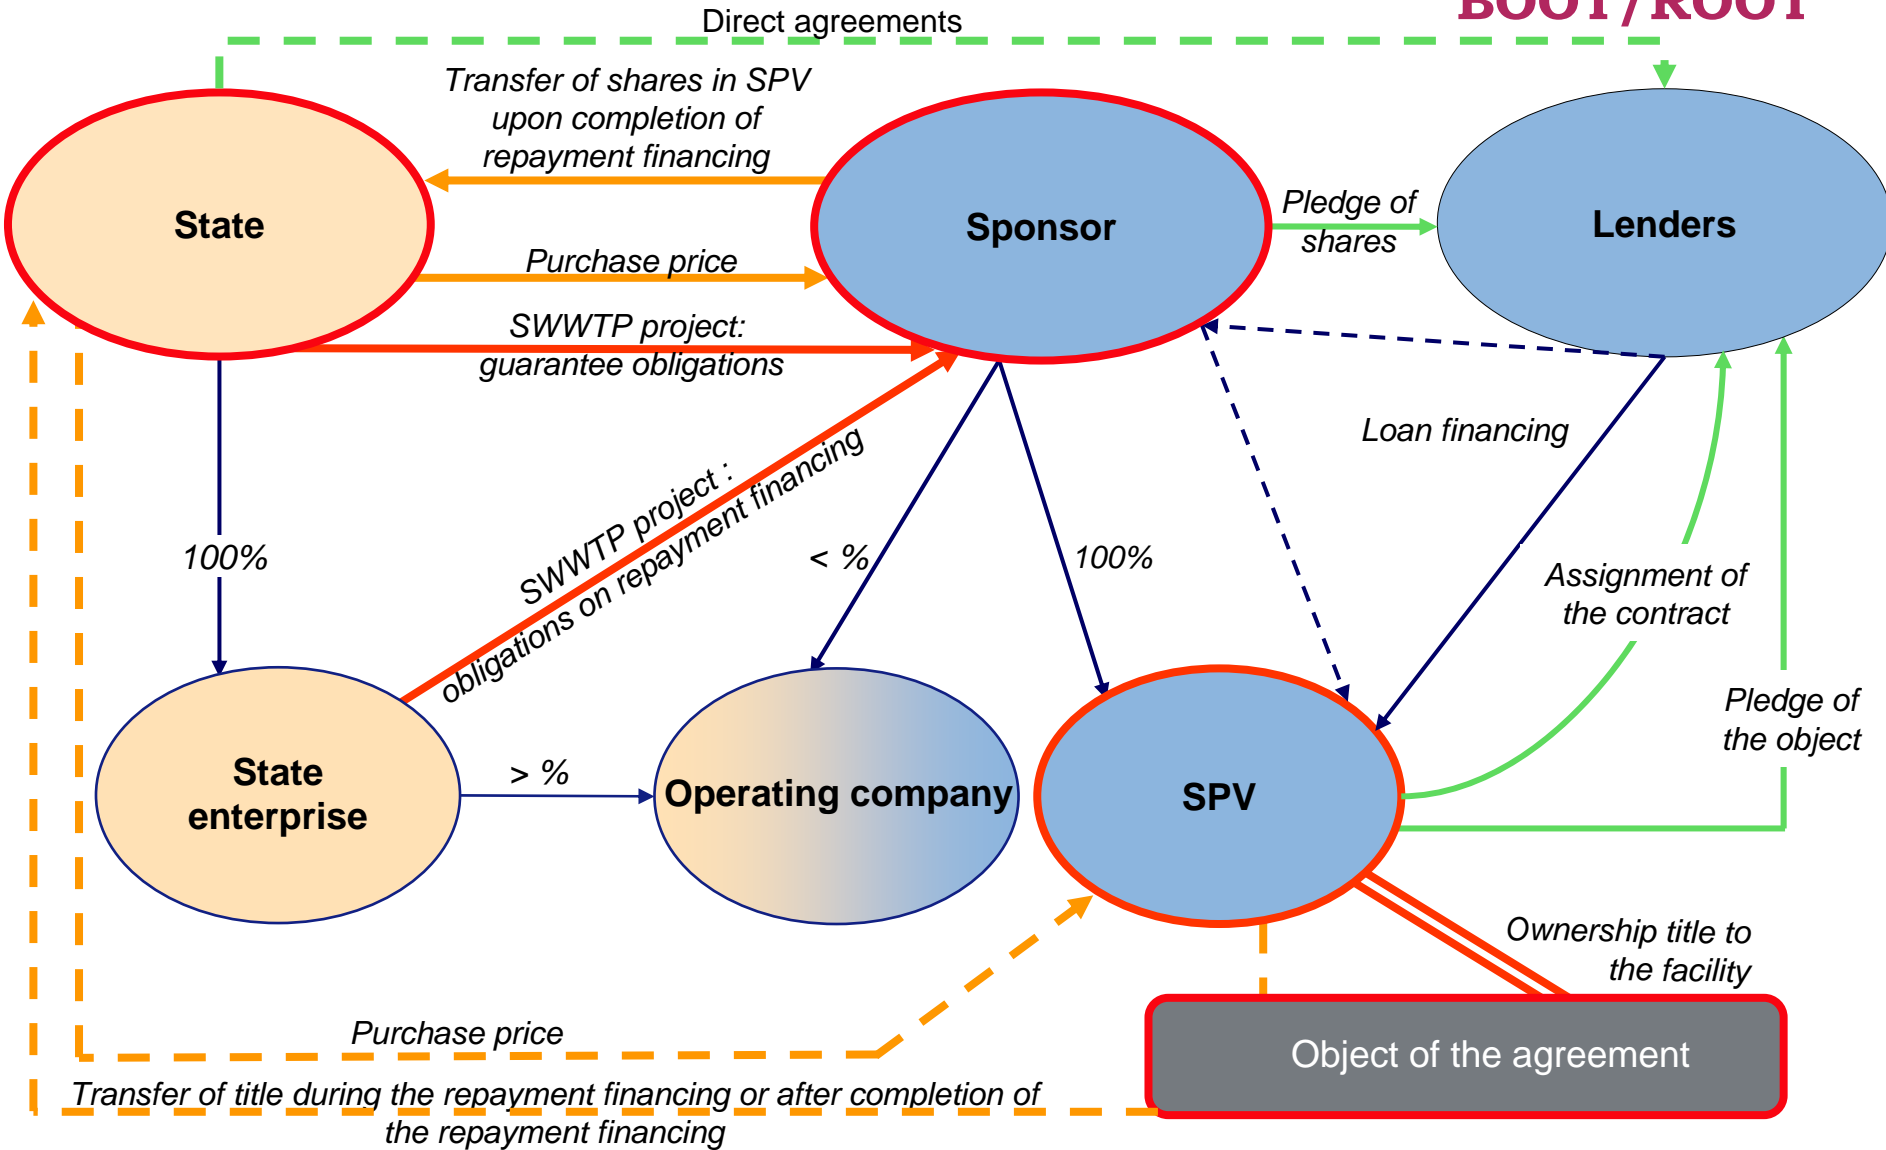 BOOT/ROOT
Direct agreements
Transfer of shares in SPV
upon completion of
repayment financing
State
Sponsor
Pledge of
shares
Lenders
Purchase price
SWWTP project:
guarantee obligations
Loan financing
SWWTP project :
obligations on repayment financing
100%
< %
100%
Assignment of
the contract
Pledge of
the object
State
enterprise
> %
Operating company
SPV
Ownership title to
the facility
Purchase price
Object of the agreement
Transfer of title during the repayment financing or after completion of
the repayment financing